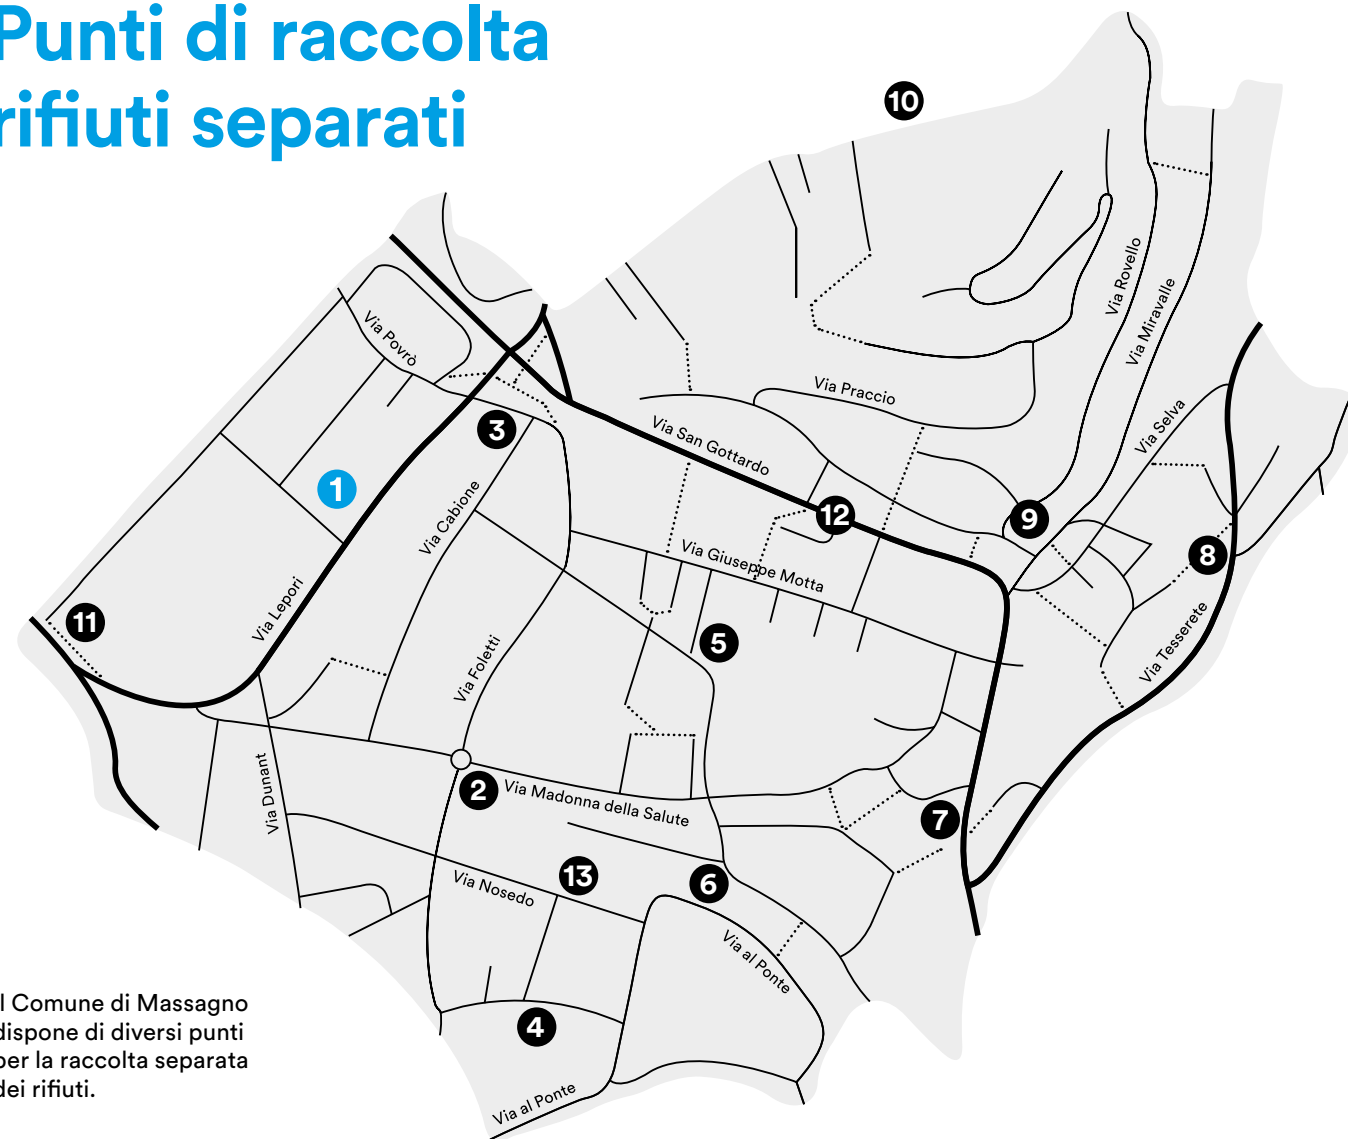 Punti di raccolta
rifiuti separati
10
Via Rovello
Via Miravalle
Via Povrò
Via Praccio
Via Selva
3
Via San Gottardo
1
Via Cabione
12
9
8
Via Giuseppe Motta
Via Lepori
11
5
Via Foletti
Via Tesserete
2
Via Madonna della Salute
Via Dunant
7
13
6
Via Nosedo
Via al Ponte
4
Via al Ponte
l Comune di Massagno
dispone di diversi punti
per la raccolta separata
dei rifiuti.